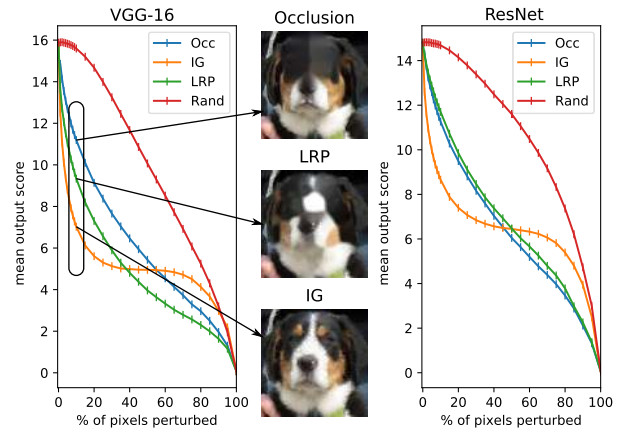 VGG-16
Occlusion
ResNet
mean output score
16
14
12
10
8
6
4
2
0
Occ
IG
LRP
Rand
0
20
40
60
80
100
% of pixels perturbed
LRP
IG
mean output score
14
12
10
8
6
4
2
0
Occ
IG
LRP
Rand
0
20
40
60
80
100
% of pixels perturbed